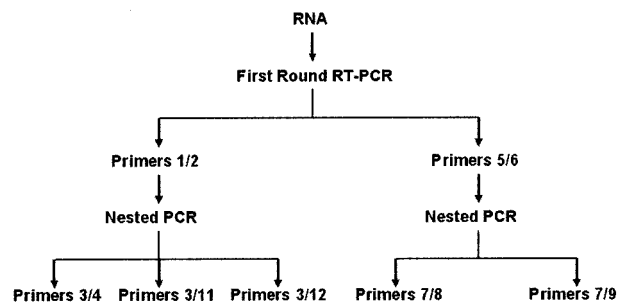 RNA
First Round RT-PCR
Primers 1/2 Primers 5/6
Nested PCR Nested PCR
Primers 3/4 Primers 3/11 Primers 3/12 Primers 7/8 Primers 7/9